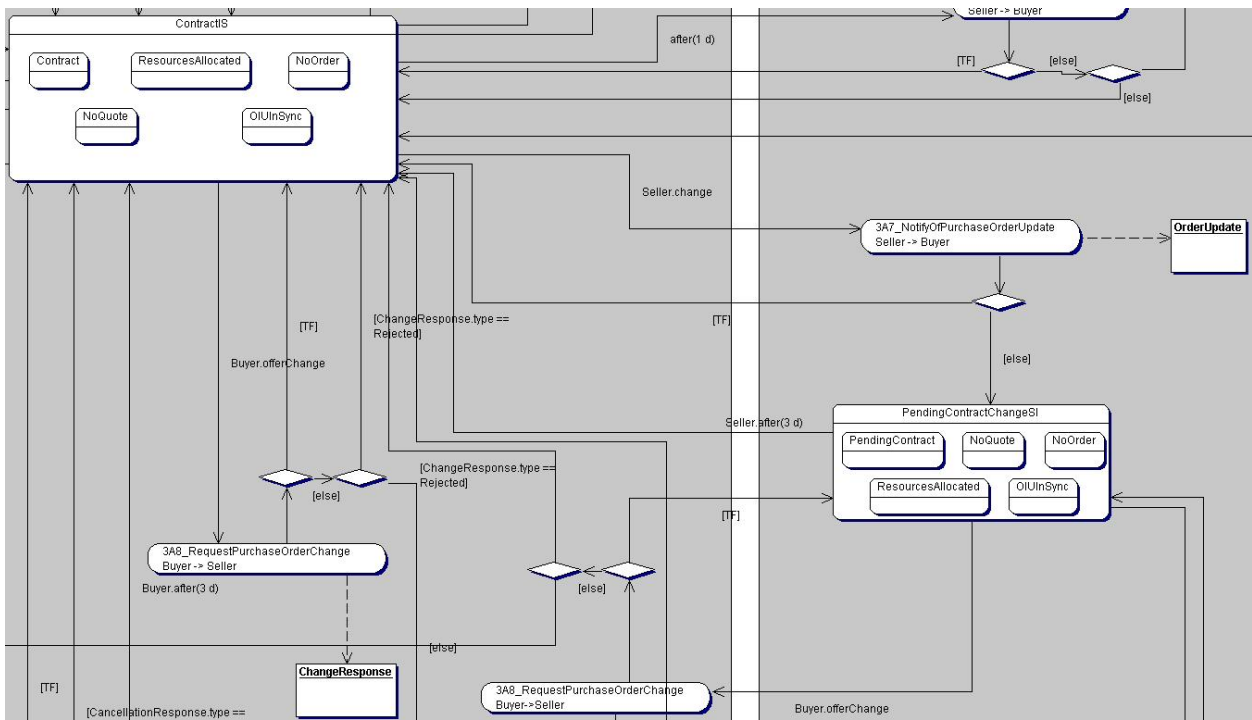 ContractIS
Seller -> Buyer
after(1 d)
Contract
ResourcesAllocated
NoOrder
[TF]
[else]
[else]
NoQuote
OIUInSync
Seller.change
3A7_NotifyOfPurchaseOrderUpdate
Seller -> Buyer
OrderUpdate
[TF]
[ChangeResponse.type ==
Rejected]
[TF]
Buyer.offerChange
[else]
PendingContractChangeSI
Seller.after(3 d)
PendingContract
NoQuote
NoOrder
[ChangeResponse.type ==
Rejected]
[else]
ResourcesAllocated
OIUInSync
[TF]
3A8_RequestPurchaseOrderChange
Buyer -> Seller
Buyer.after(3 d)
[else]
[else]
ChangeResponse
[TF]
3A8_RequestPurchaseOrderChange
Buyer->Seller
[CancellationResponse.type ==
Buyer.offerChange